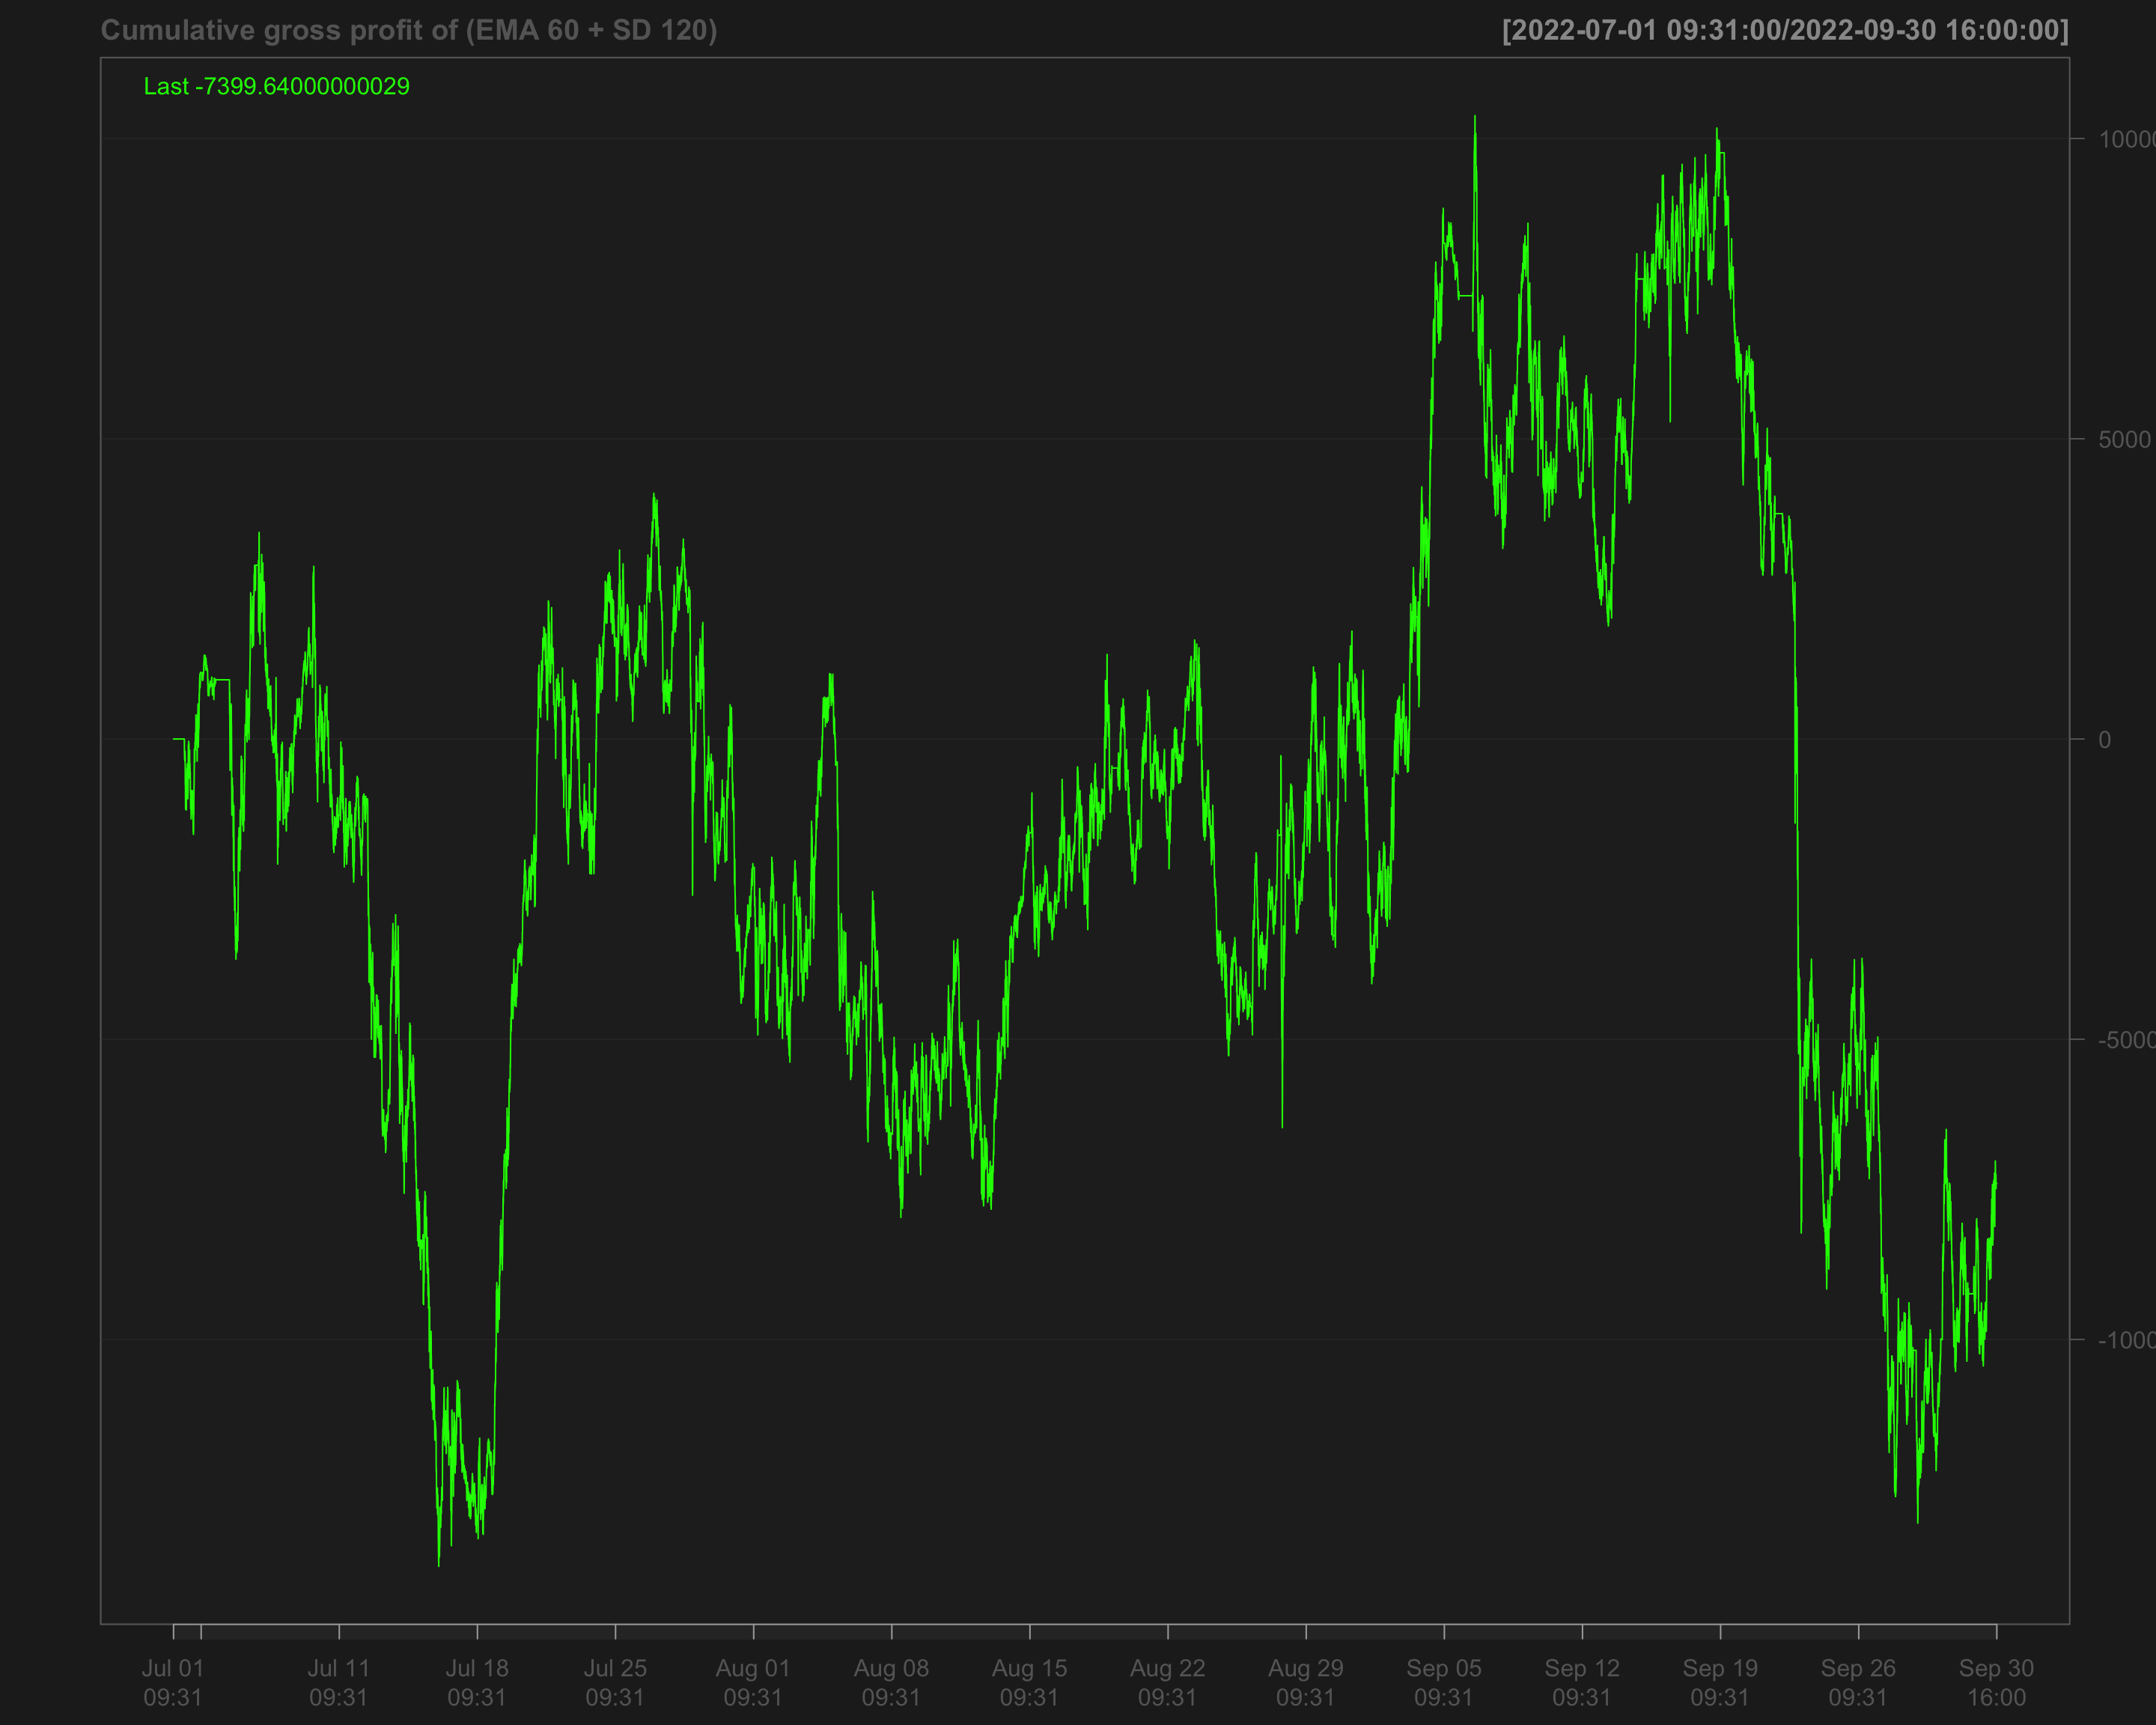 Cumulative gross profit of (EMA 60 + SD 120)
[2022-07-01 09:31:00/2022-09-30 16:00:00]
Last -7399.64000000029
10000
5000
0
-5000
-1000
Jul 01 Jul 11 Jul 18 Jul 25 Aug 01 Aug 08 Aug 15 Aug 22 Aug 29 Sep 05 Sep 12 Sep 19 Sep 26 Sep 30
09:31 09:31 09:31 09:31 09:31 09:31 09:31 09:31 09:31 09:31 09:31 09:31 09:31 16:00